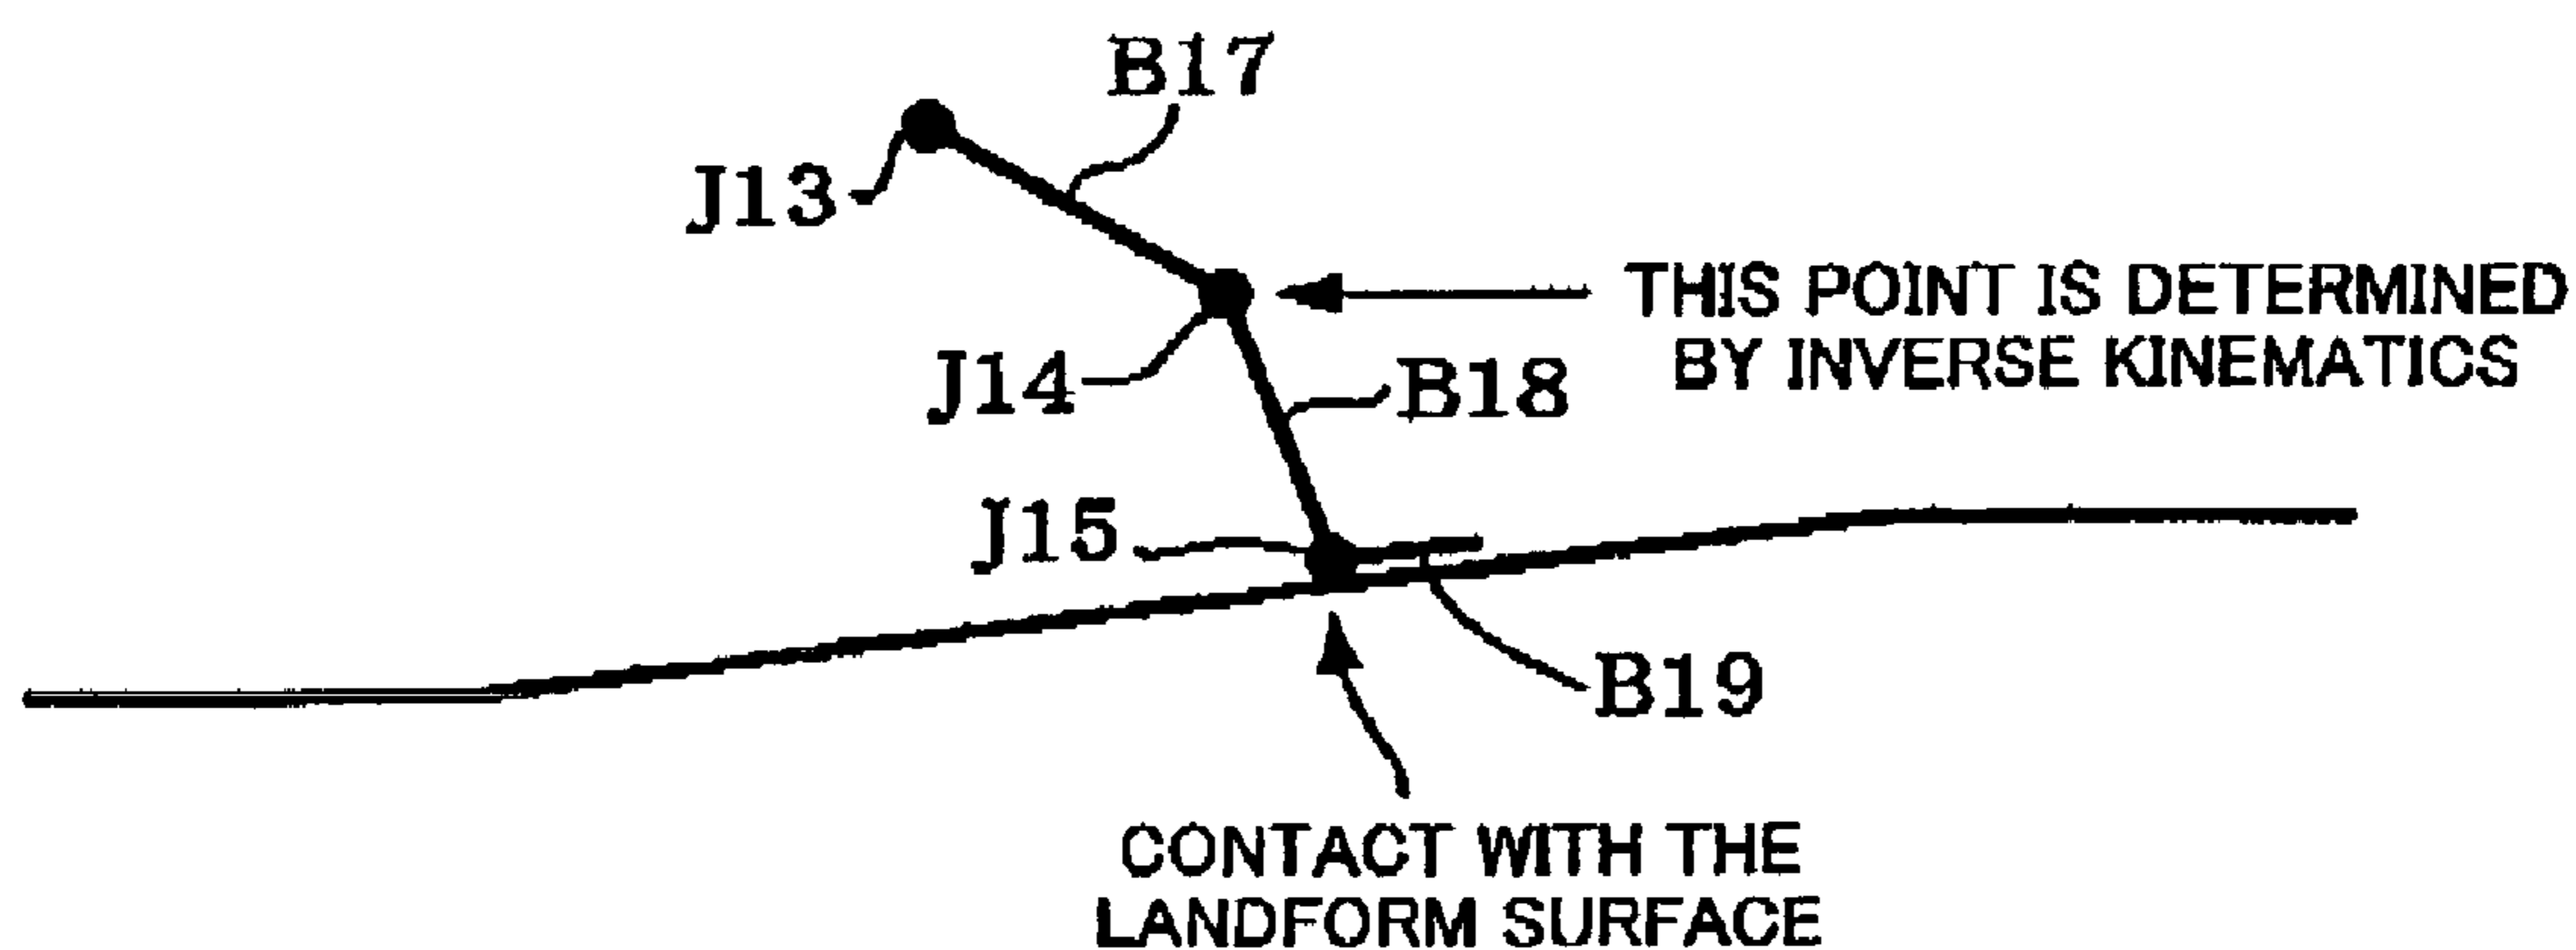 B17
J13
THIS POINT IS DETERMINED
BY INVERSE KINEMATICS
J14
B18
J15
B19
CONTACT WITH THE
LANDFORM SURFACE